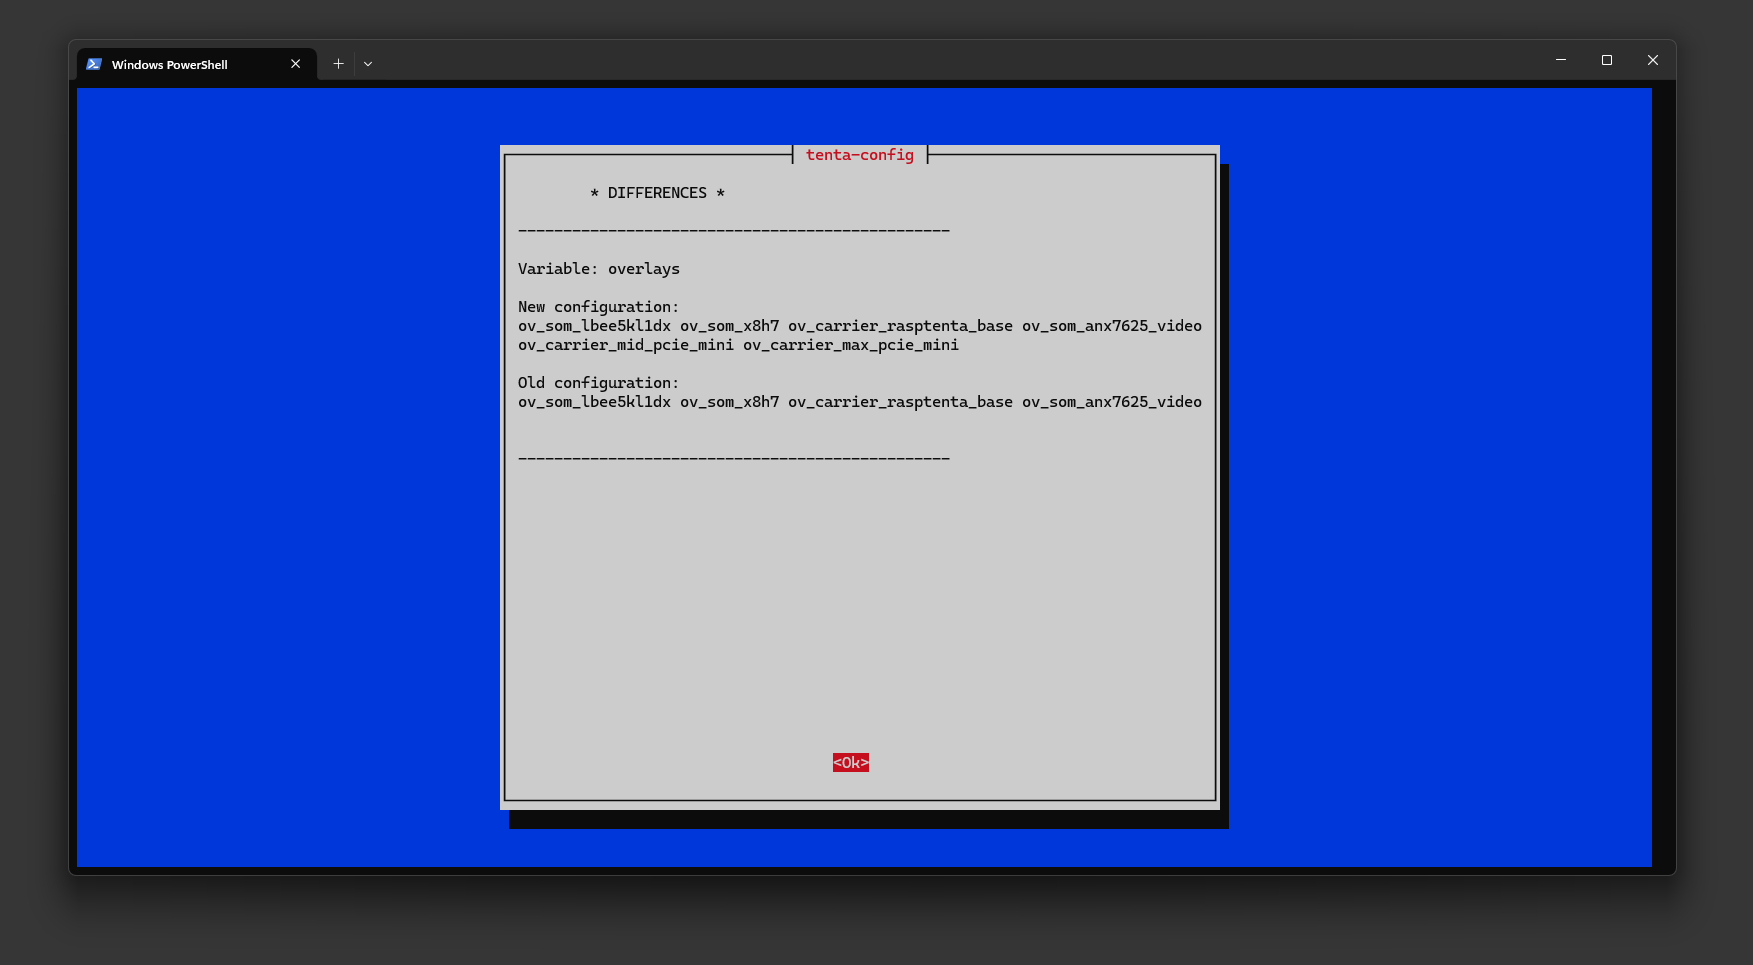 Windows PowerShell
tenta-config
* DIFFERENCES *
------------------------------------------------
Variable: overlays
New configuration:
ov_som_lbee5kl1dx ov_som_x8h7 ov_carrier_rasptenta_base ov_som_anx7625_video
ov_carrier_mid_pcie_mini ov_carrier_max_pcie_mini
Old configuration:
ov_som_lbee5kl1dx ov_som_x8h7 ov_carrier_rasptenta_base ov_som_anx7625_video
------------------------------------------------
<Ok>